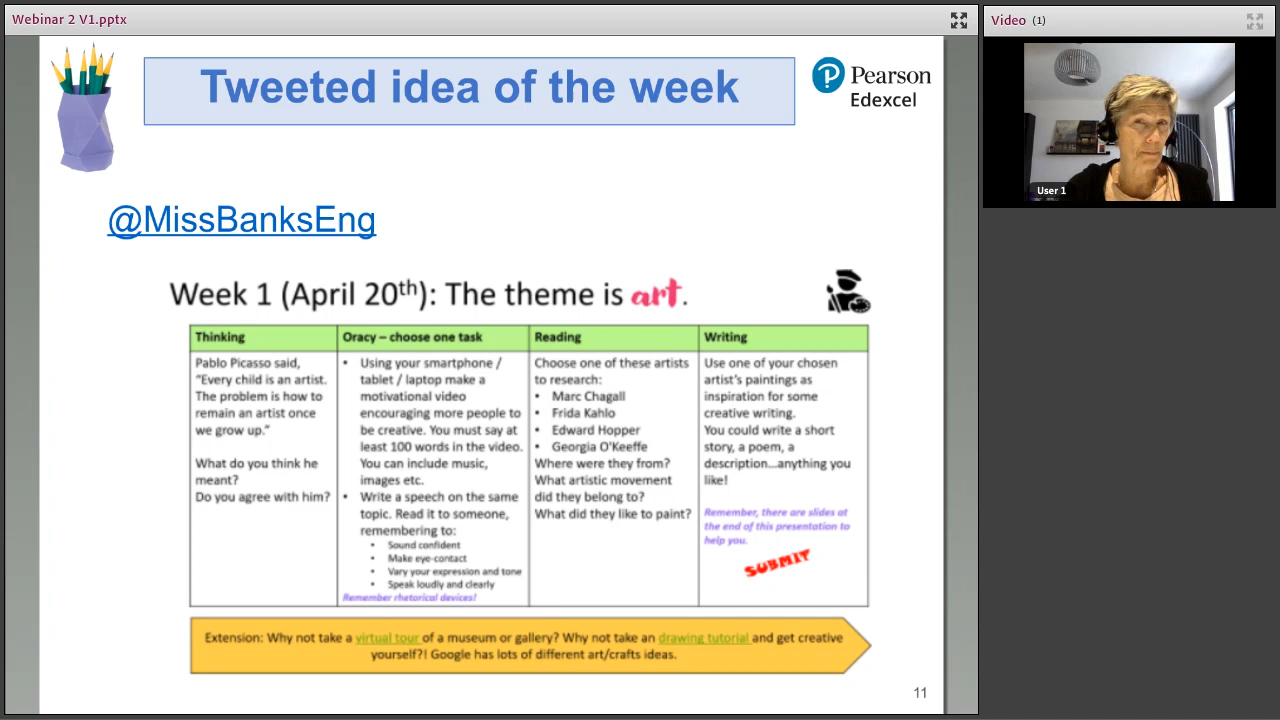 Webinar 2 V1.pptx
Video (1)
Tweeted idea of the week
Pearson
Edexcel
User 1
@MissBanksEng
Week 1 (April 20th): The theme is art.
Thinking
Pablo Picasso said,
“Every child is an artist.
The problem is how to
remain an artist once
we grow up.”
What do you think he
meant?
Do you agree with him?
Oracy – choose one task
• Using your smartphone /
tablet / laptop make a
motivational video
encouraging more people to
be creative. You must say at
least 100 words in the video.
You can include music,
images etc.
• Write a speech on the same
topic. Read it to someone,
remembering to:
• Sound confident
• Make eye-contact
• Vary your expression and tone
• Speak loudly and clearly
Remember rhetorical devices!
Reading
Choose one of these artists
to research:
• Marc Chagall
• Frida Kahlo
• Edward Hopper
• Georgia O'Keeffe
Where were they from?
What artistic movement
did they belong to?
What did they like to paint?
Writing
Use one of your chosen
artist’s paintings as
inspiration for some
creative writing.
You could write a short
story, a poem, a
description…anything you
like!
Remember, there are slides at
the end of this presentation to
help you.
SUBMIT
Extension: Why not take a virtual tour of a museum or gallery? Why not take an drawing tutorial and get creative
yourself?! Google has lots of different art/crafts ideas.
11